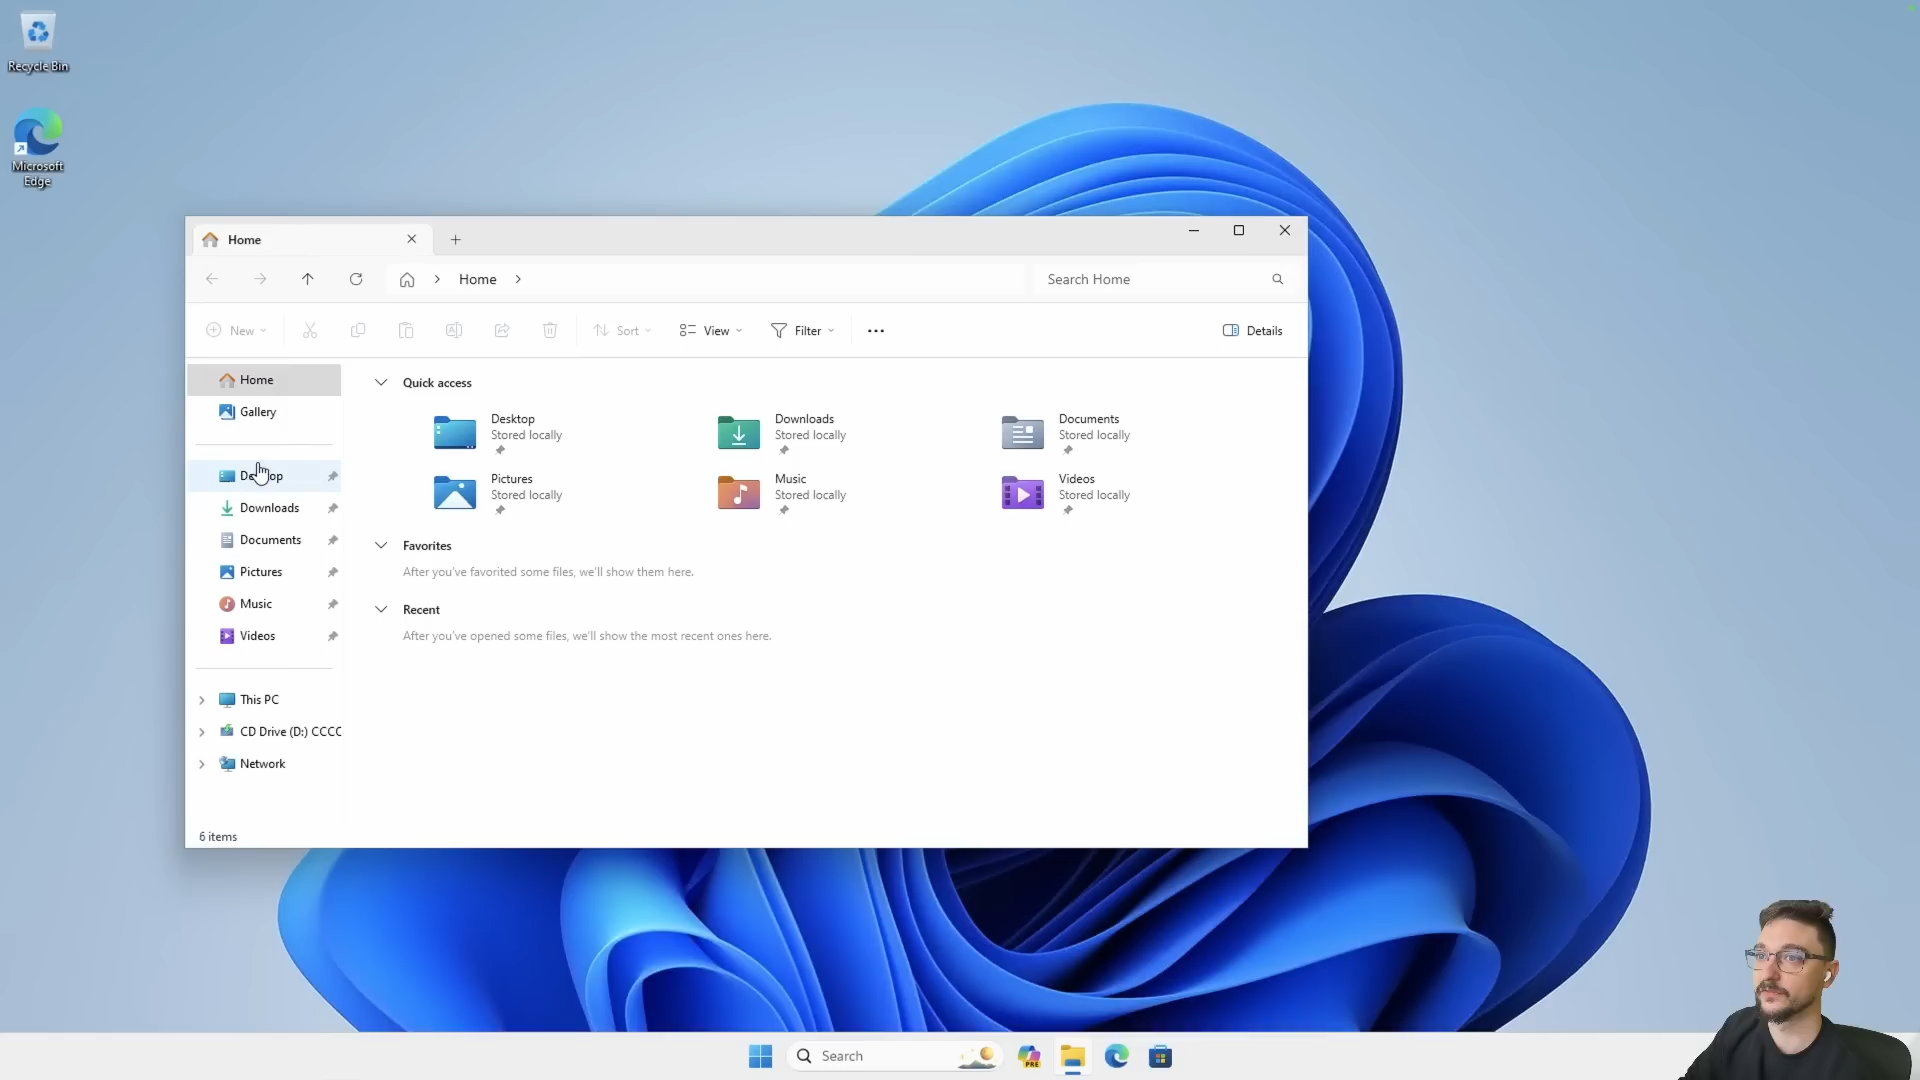 Recycle Bin
Microsoft
Edge
Home
Home
Search Home
New
Sort
View
Filter
Details
Home
Gallery
Downloads
Documents
Pictures
Music
Videos
This PC
CD Drive (D:) CCCC
Network
Quick access
Desktop
Stored locally
Downloads
Stored locally
Documents
Stored locally
Pictures
Stored locally
Music
Stored locally
Videos
Stored locally
Favorites
After you've favorited some files, we'll show them here.
Recent
After you've opened some files, we'll show the most recent ones here.
6 items
Search
PRE